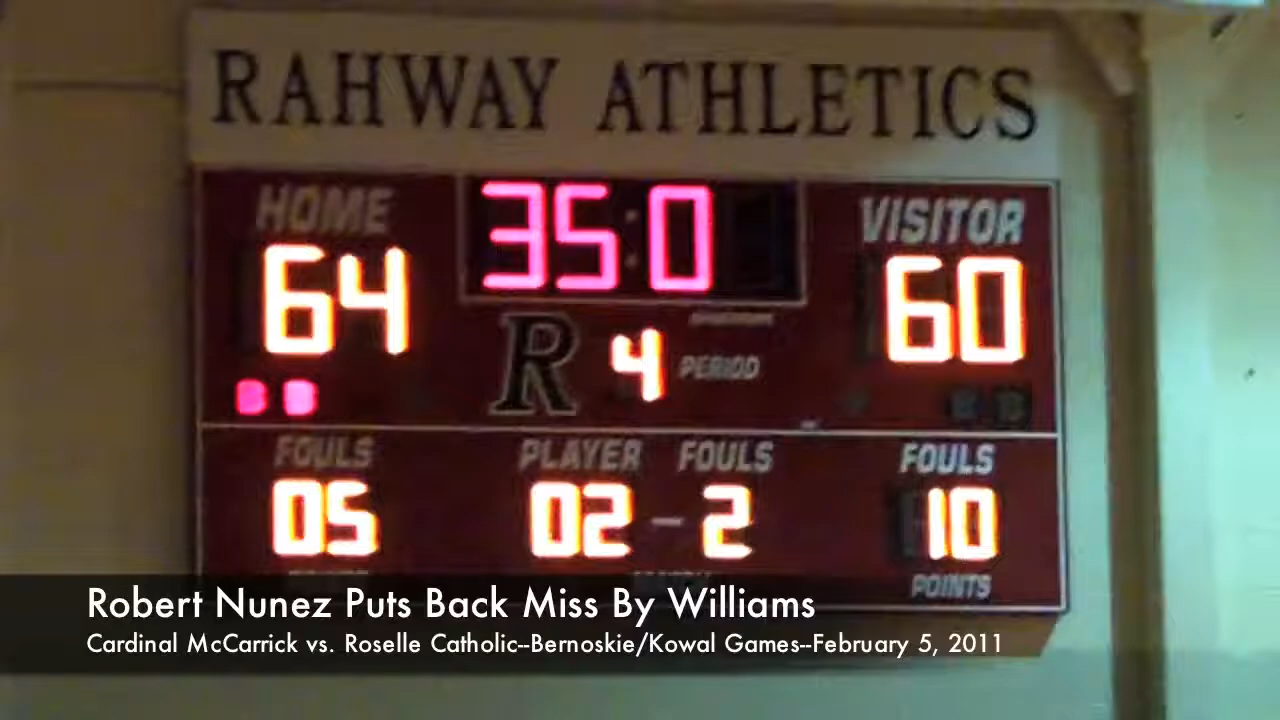 RAHWAY ATHLETICS
HOME 35:0 VISITOR
64 60
R 4 PERIOD
FOULS PLAYER FOULS FOULS
05 02 - 2 10
POINTS
Robert Nunez Puts Back Miss By Williams
Cardinal McCarrick vs. Roselle Catholic--Bernoskie/Kowal Games--February 5, 2011